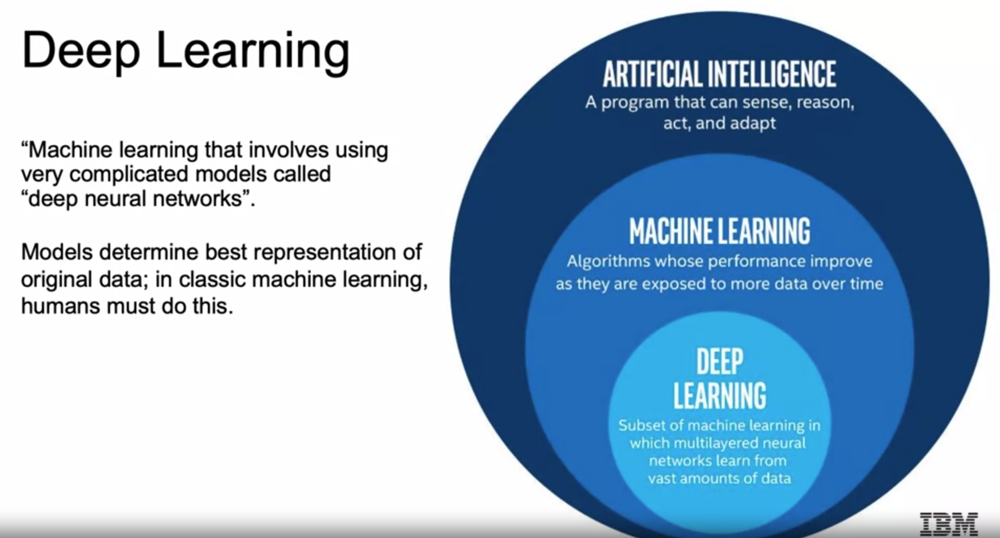 Deep Learning
“Machine learning that involves using
very complicated models called
“deep neural networks”.
Models determine best representation of
original data; in classic machine learning,
humans must do this.
ARTIFICIAL INTELLIGENCE
A program that can sense, reason,
act, and adapt
MACHINE LEARNING
Algorithms whose performance improve
as they are exposed to more data over time
DEEP
LEARNING
Subset of machine learning in
which multilayered neural
networks learn from
vast amounts of data
IBM